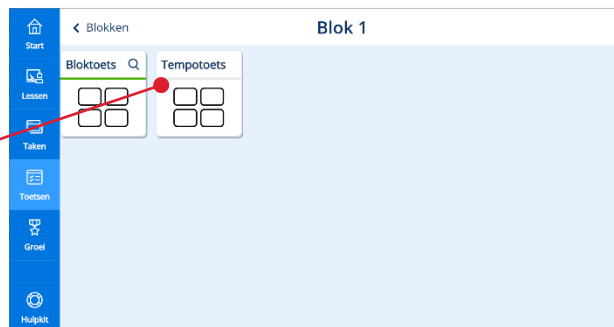 Start
Lessen
Taken
Toetsen
Groei
Hulpkit
Blokken
Blok 1
Bloktoets
Tempotoets